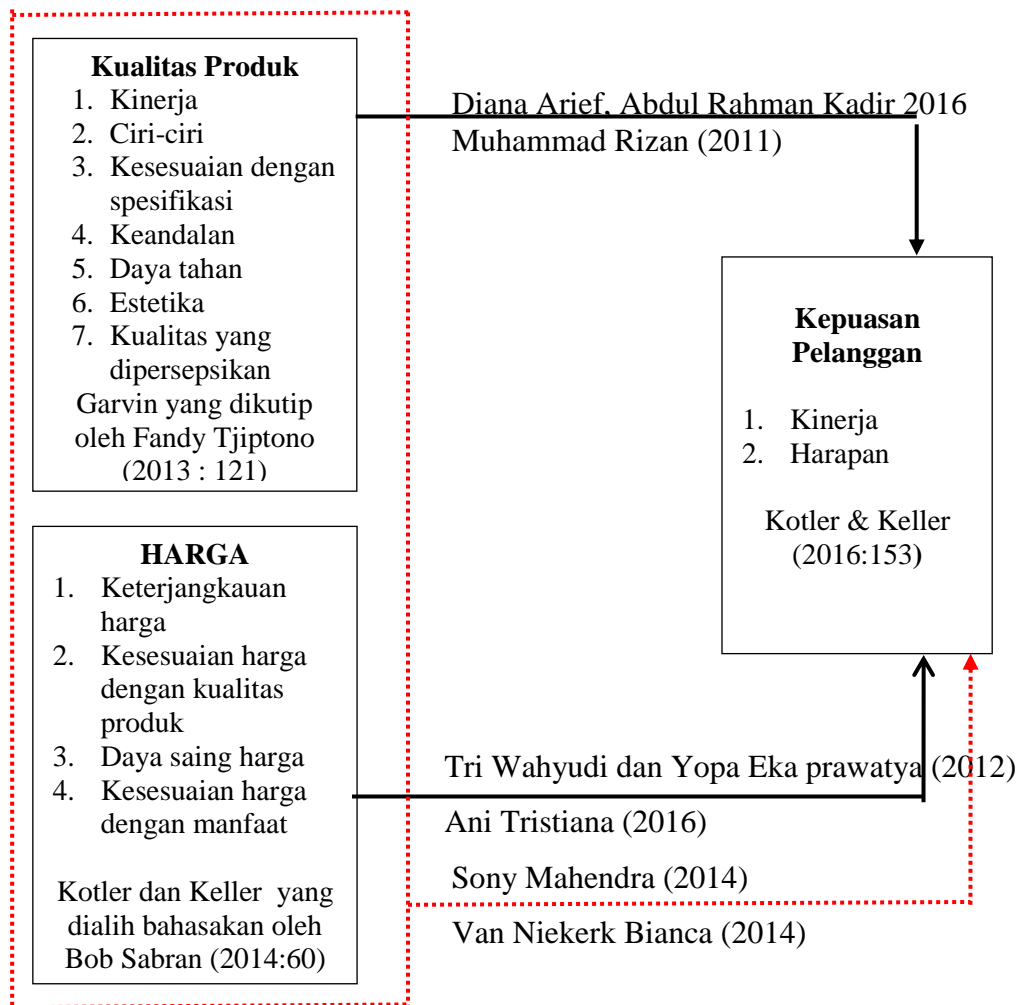 Kualitas Produk
1. Kinerja
2. Ciri-ciri
3. Kesesuaian dengan
spesifikasi
4. Keandalan
5. Daya tahan
6. Estetika
7. Kualitas yang
dipersepsikan
Garvin yang dikutip
oleh Fandy Tjiptono
(2013 : 121)
Diana Arief, Abdul Rahman Kadir 2016
Muhammad Rizan (2011)
Kepuasan
Pelanggan
1. Kinerja
2. Harapan
Kotler & Keller
(2016:153)
HARGA
1. Keterjangkauan
harga
2. Kesesuaian harga
dengan kualitas
produk
3. Daya saing harga
4. Kesesuaian harga
dengan manfaat
Kotler dan Keller yang
dialih bahasakan oleh
Bob Sabran (2014:60)
Tri Wahyudi dan Yopa Eka prawatya (2012)
Ani Tristiana (2016)
Sony Mahendra (2014)
Van Niekerk Bianca (2014)